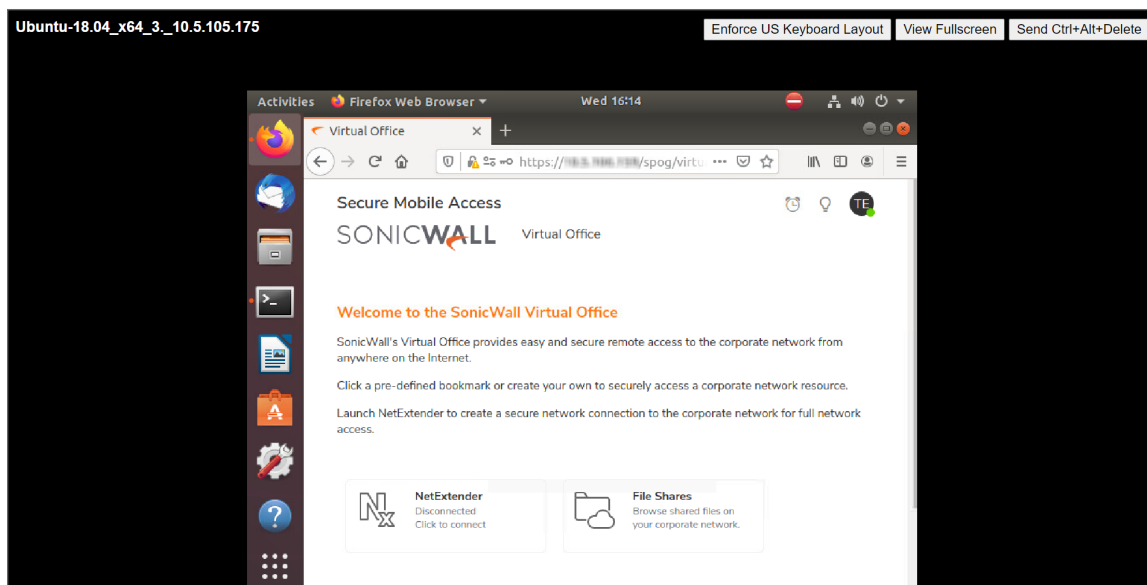 Ubuntu-18.04_x64_3._10.5.105.175
Enforce US Keyboard Layout View Fullscreen Send Ctrl+Alt+Delete
Activities Firefox Web Browser Wed 16:14
Virtual Office
https:// /spog/virtu
Secure Mobile Access
TE
SONICWALL Virtual Office
Welcome to the SonicWall Virtual Office
SonicWall's Virtual Office provides easy and secure remote access to the corporate network from
anywhere on the Internet.
Click a pre-defined bookmark or create your own to securely access a corporate network resource.
Launch NetExtender to create a secure network connection to the corporate network for full network
access.
NetExtender
Disconnected
Click to connect
File Shares
Browse shared files on
your corporate network.